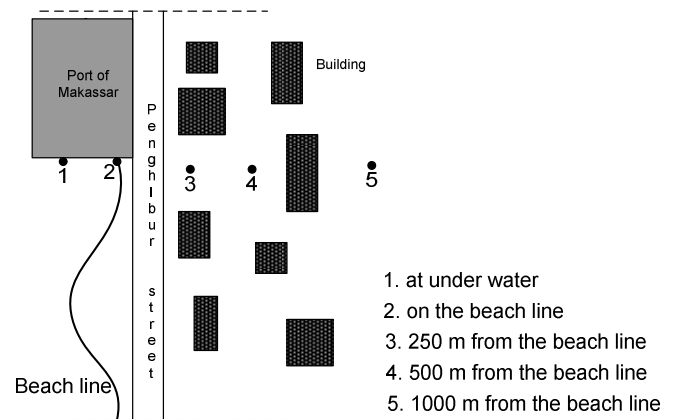 Port of
Makassar
Building
Penghibur street
1
2
3
4
5
Beach line
1. at under water
2. on the beach line
3. 250 m from the beach line
4. 500 m from the beach line
5. 1000 m from the beach line